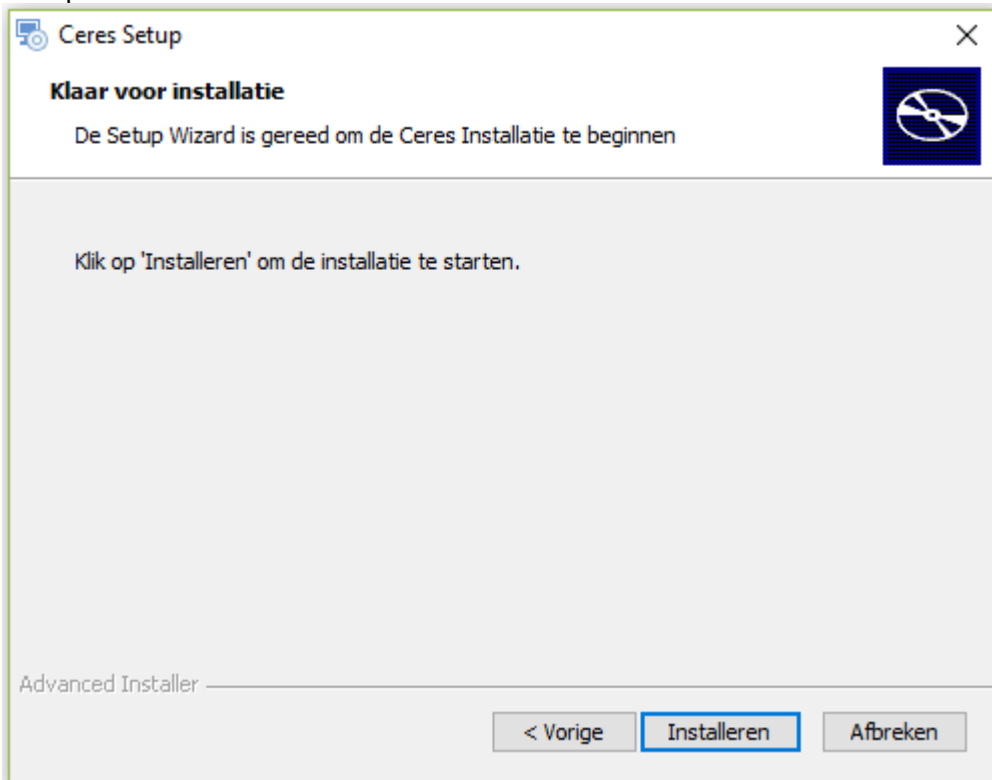 Ceres Setup
Klaar voor installatie
De Setup Wizard is gereed om de Ceres Installatie te beginnen
Klik op 'Installeren' om de installatie te starten.
Advanced Installer
< Vorige
Installeren
Afbreken